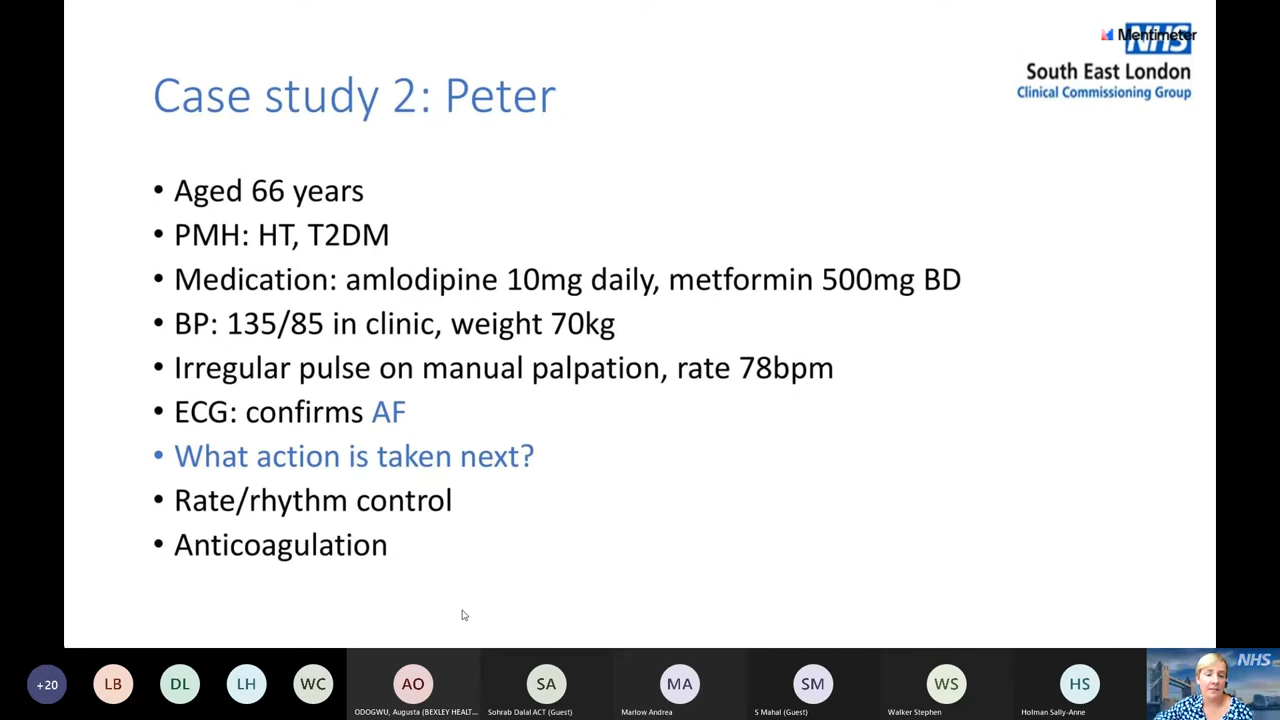 Mentimeter
NHS
South East London
Clinical Commissioning Group
Case study 2: Peter
• Aged 66 years
• PMH: HT, T2DM
• Medication: amlodipine 10mg daily, metformin 500mg BD
• BP: 135/85 in clinic, weight 70kg
• Irregular pulse on manual palpation, rate 78bpm
• ECG: confirms AF
• What action is taken next?
• Rate/rhythm control
• Anticoagulation
+20
LB
DL
LH
WC
AO
SA
MA
SM
WS
HS
NHS
ODOGWU, Augusta (BEXLEY HEALT...
Sohrab Dalal ACT (Guest)
Marlow Andrea
S Mahal (Guest)
Walker Stephen
Holman Sally-Anne